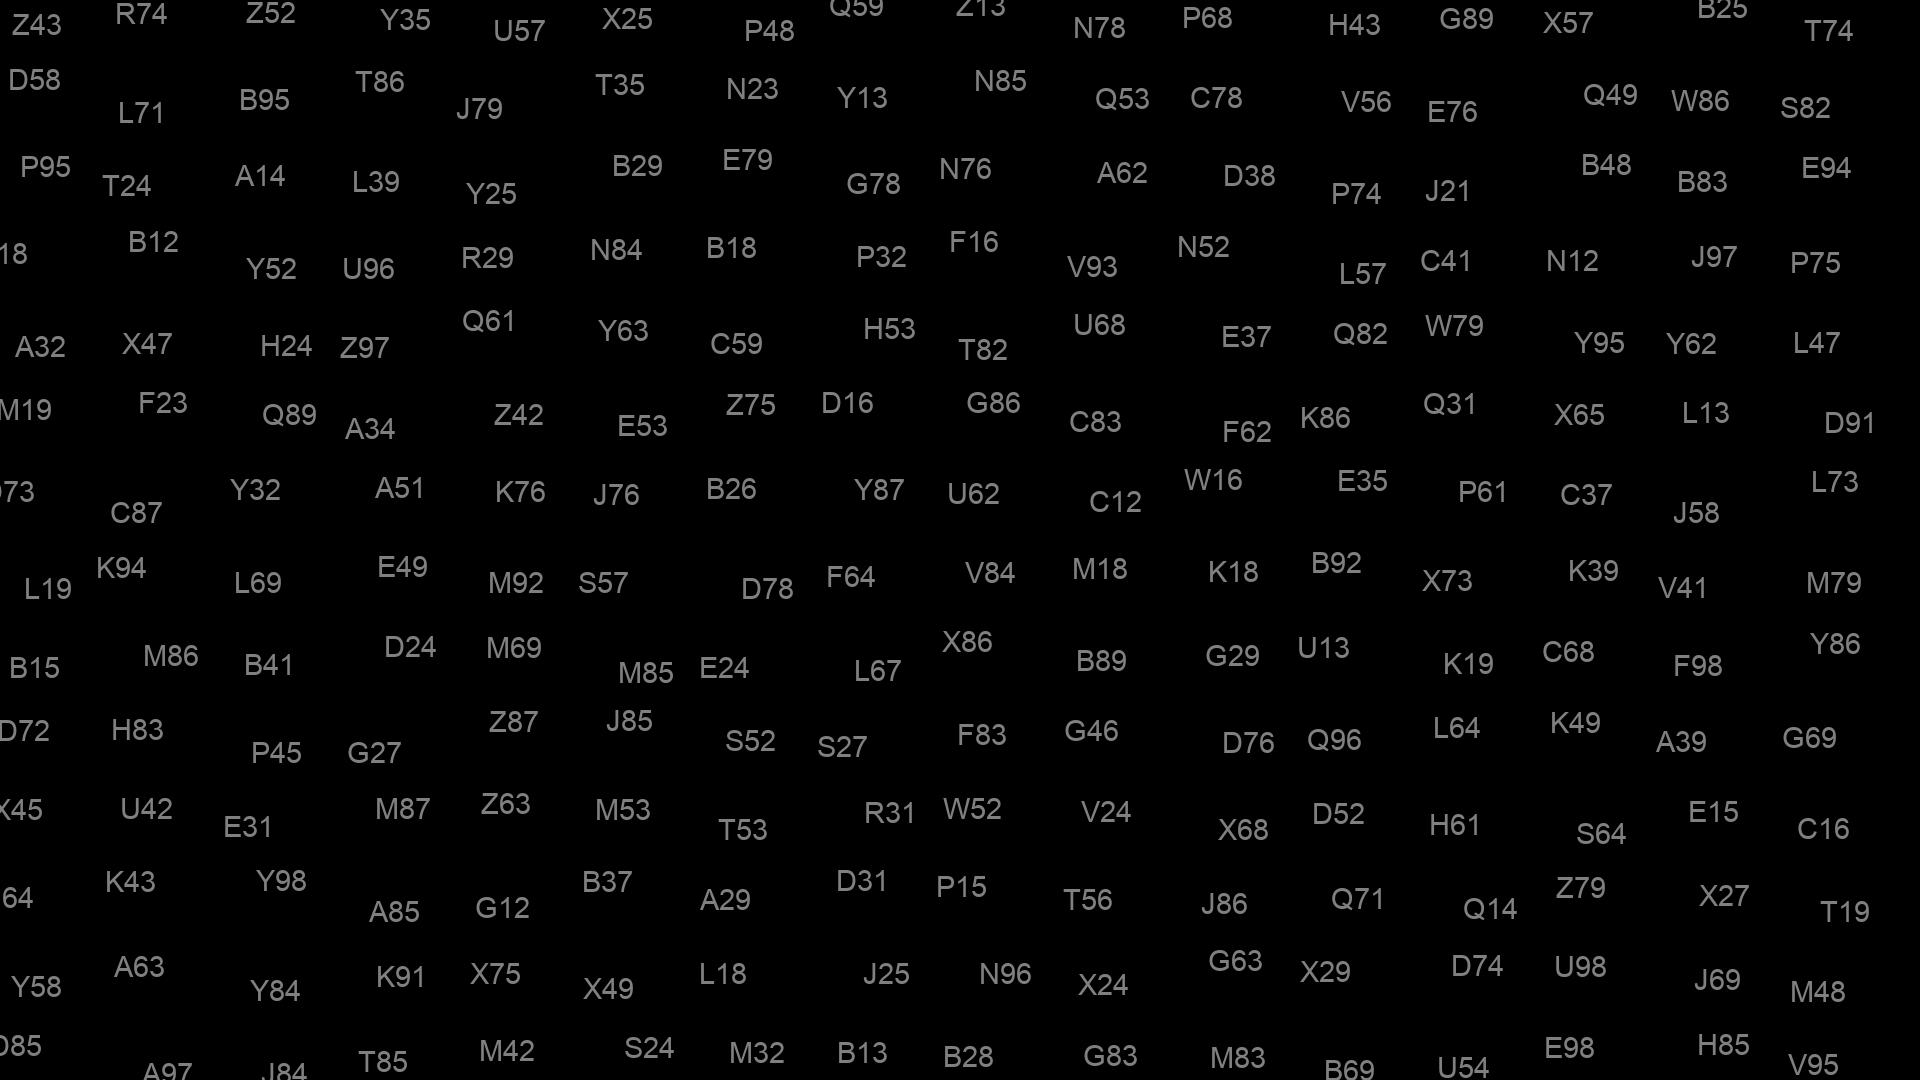 Z43 R74 Z52 Y35 U57 X25 P48 Q59 Z13 N78 P68 H43 G89 X57 B25 T74
D58 L71 B95 T86 J79 T35 N23 Y13 N85 Q53 C78 V56 E76 Q49 W86 S82
P95 T24 A14 L39 Y25 B29 E79 G78 N76 A62 D38 P74 J21 B48 B83 E94
18 B12 Y52 U96 R29 N84 B18 P32 F16 V93 N52 L57 C41 N12 J97 P75
A32 X47 H24 Z97 Q61 Y63 C59 H53 T82 U68 E37 Q82 W79 Y95 Y62 L47
M19 F23 Q89 A34 Z42 E53 Z75 D16 G86 C83 F62 K86 Q31 X65 L13 D91
73 C87 Y32 A51 K76 J76 B26 Y87 U62 C12 W16 E35 P61 C37 J58 L73
L19 K94 L69 E49 M92 S57 D78 F64 V84 M18 K18 B92 X73 K39 V41 M79
B15 M86 B41 D24 M69 M85 E24 L67 X86 B89 G29 U13 K19 C68 F98 Y86
D72 H83 P45 G27 Z87 J85 S52 S27 F83 G46 D76 Q96 L64 K49 A39 G69
X45 U42 E31 M87 Z63 M53 T53 R31 W52 V24 X68 D52 H61 S64 E15 C16
64 K43 Y98 A85 G12 B37 A29 D31 P15 T56 J86 Q71 Q14 Z79 X27 T19
Y58 A63 Y84 K91 X75 X49 L18 J25 N96 X24 G63 X29 D74 U98 J69 M48
85 A97 J84 T85 M42 S24 M32 B13 B28 G83 M83 B69 U54 E98 H85 V95